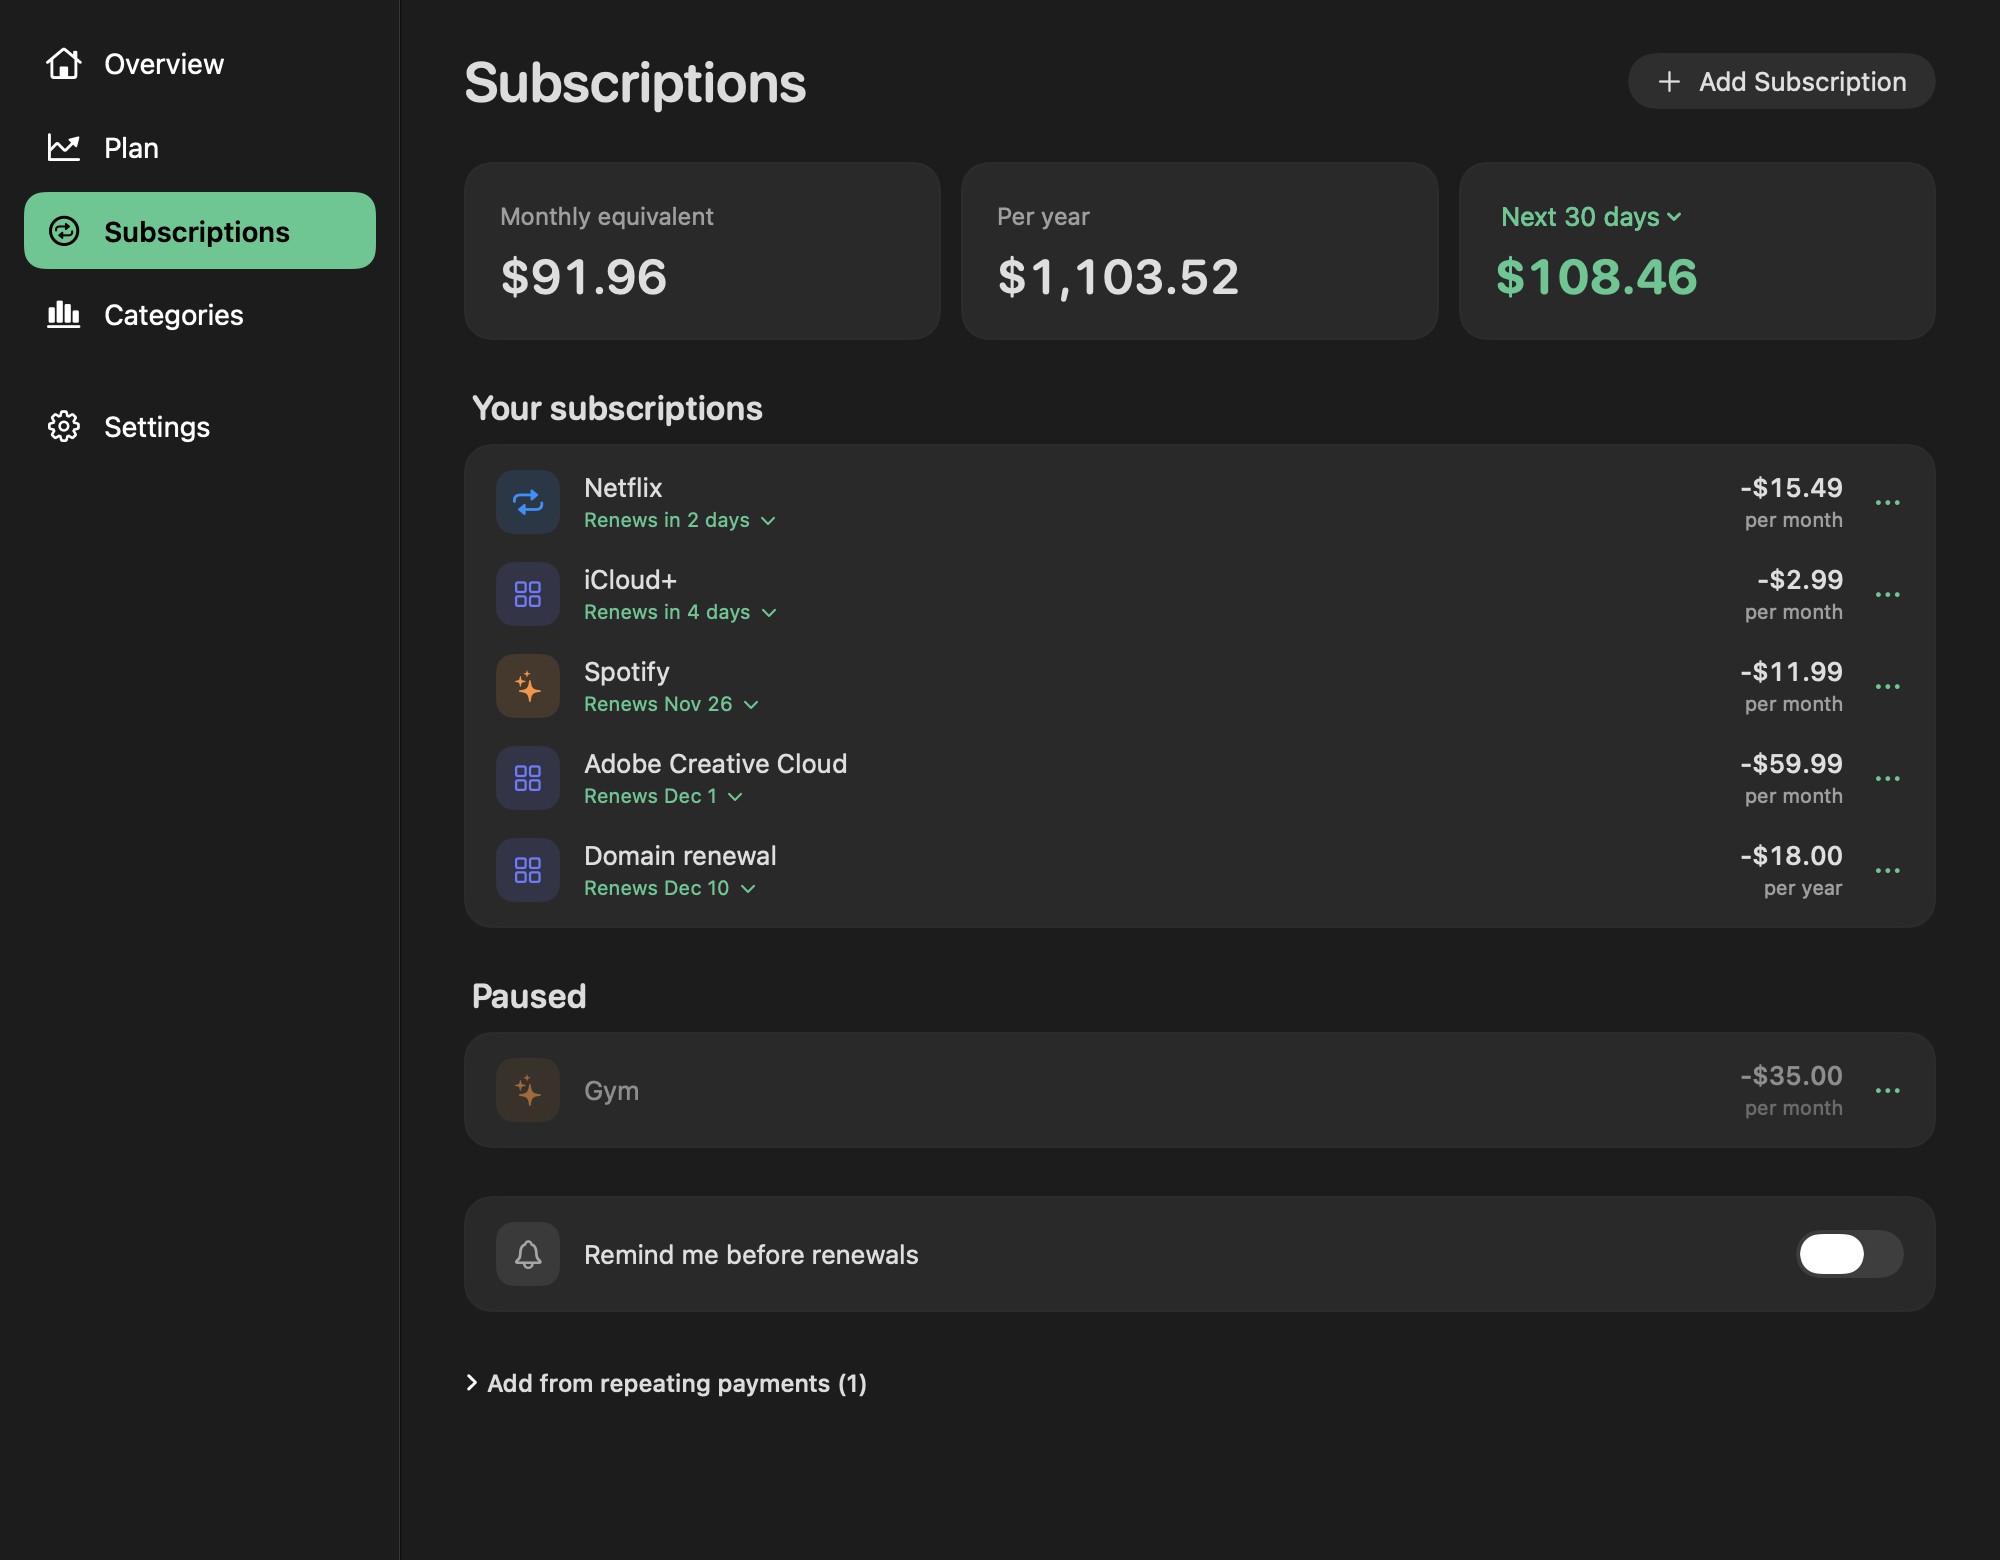 Overview
Plan
Subscriptions
Categories
Settings
Subscriptions
Add Subscription
Monthly equivalent
$91.96
Per year
$1,103.52
Next 30 days
$108.46
Your subscriptions
Netflix
Renews in 2 days
-$15.49
per month
iCloud+
Renews in 4 days
-$2.99
per month
Spotify
Renews Nov 26
-$11.99
per month
Adobe Creative Cloud
Renews Dec 1
-$59.99
per month
Domain renewal
Renews Dec 10
-$18.00
per year
Paused
Gym
-$35.00
per month
Remind me before renewals
Add from repeating payments (1)